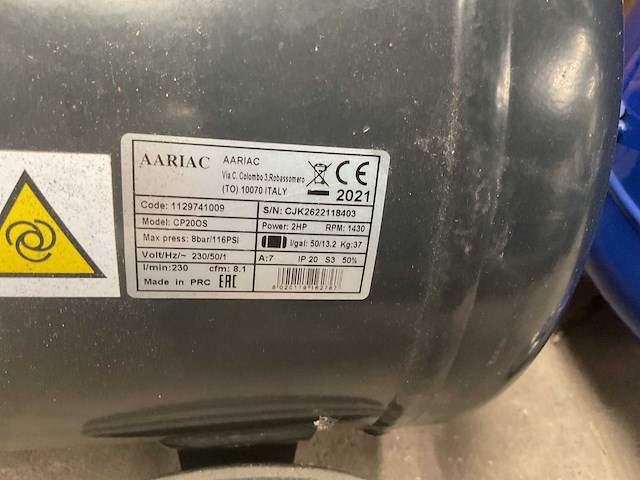 AARIAC
AARIAC
Via C. Colombo 3, Robassomero
(TO) 10070 ITALY
CE
2021
Code: 1129741009
S/N: CJK2622118403
Model: CP20OS
Power: 2HP RPM: 1430
Max press: 8bar/116PSI
l/gal: 50/13.2 Kg:37
Volt/Hz/~ 230/50/1
A:7 IP 20 S3 50%
l/min:230 cfm: 8.1
Made in PRC EAC